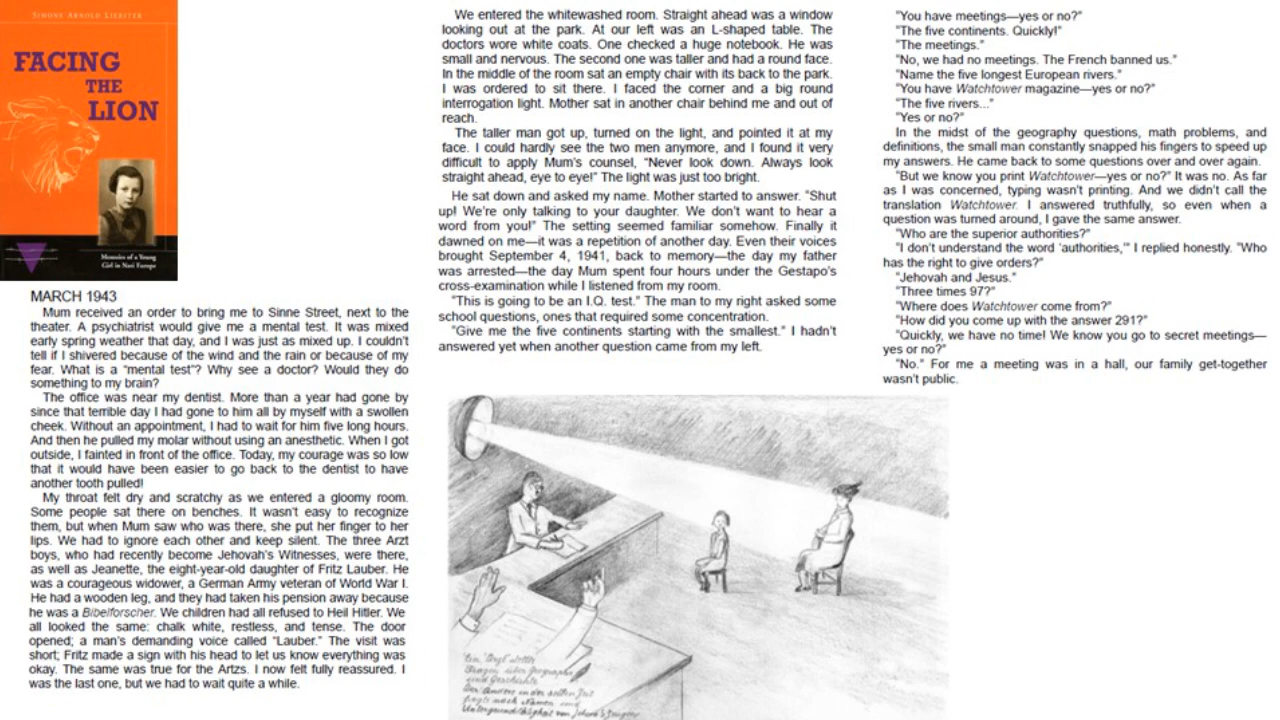 SIMONE ARNOLD LIEBSTER
FACING
THE
LION
Memoirs of a Young
Girl in Nazi Europe
MARCH 1943
Mum received an order to bring me to Sinne Street, next to the
theater. A psychiatrist would give me a mental test. It was mixed
early spring weather that day, and I was just as mixed up. I couldn't
tell if I shivered because of the wind and the rain or because of my
fear. What is a "mental test"? Why see a doctor? Would they do
something to my brain?
The office was near my dentist. More than a year had gone by
since that terrible day I had gone to him all by myself with a swollen
cheek. Without an appointment, I had to wait for him five long hours.
And then he pulled my molar without using an anesthetic. When I got
outside, I fainted in front of the office. Today, my courage was so low
that it would have been easier to go back to the dentist to have
another tooth pulled!
My throat felt dry and scratchy as we entered a gloomy room.
Some people sat there on benches. It wasn't easy to recognize
them, but when Mum saw who was there, she put her finger to her
lips. We had to ignore each other and keep silent. The three Arzt
boys, who had recently become Jehovah's Witnesses, were there,
as well as Jeanette, the eight-year-old daughter of Fritz Lauber. He
was a courageous widower, a German Army veteran of World War I.
He had a wooden leg, and they had taken his pension away because
he was a Bibelforscher. We children had all refused to Heil Hitler. We
all looked the same: chalk white, restless, and tense. The door
opened; a man's demanding voice called "Lauber." The visit was
short; Fritz made a sign with his head to let us know everything was
okay. The same was true for the Artzs. I now felt fully reassured. I
was the last one, but we had to wait quite a while.
We entered the whitewashed room. Straight ahead was a window
looking out at the park. At our left was an L-shaped table. The
doctors wore white coats. One checked a huge notebook. He was
small and nervous. The second one was taller and had a round face.
In the middle of the room sat an empty chair with its back to the park.
I was ordered to sit there. I faced the corner and a big round
interrogation light. Mother sat in another chair behind me and out of
reach.
The taller man got up, turned on the light, and pointed it at my
face. I could hardly see the two men anymore, and I found it very
difficult to apply Mum's counsel, "Never look down. Always look
straight ahead, eye to eye!" The light was just too bright.
He sat down and asked my name. Mother started to answer. "Shut
up! We're only talking to your daughter. We don't want to hear a
word from you!" The setting seemed familiar somehow. Finally it
dawned on me—it was a repetition of another day. Even their voices
brought September 4, 1941, back to memory—the day my father
was arrested—the day Mum spent four hours under the Gestapo's
cross-examination while I listened from my room.
"This is going to be an I.Q. test." The man to my right asked some
school questions, ones that required some concentration.
"Give me the five continents starting with the smallest." I hadn't
answered yet when another question came from my left.
"You have meetings—yes or no?"
"The five continents. Quickly!"
"The meetings."
"No, we had no meetings. The French banned us."
"Name the five longest European rivers."
"You have Watchtower magazine—yes or no?"
"The five rivers..."
"Yes or no?"
In the midst of the geography questions, math problems, and
definitions, the small man constantly snapped his fingers to speed up
my answers. He came back to some questions over and over again.
"But we know you print Watchtower—yes or no?" It was no. As far
as I was concerned, typing wasn't printing. And we didn't call the
translation Watchtower. I answered truthfully, so even when a
question was turned around, I gave the same answer.
"Who are the superior authorities?"
"I don't understand the word 'authorities,'" I replied honestly. "Who
has the right to give orders?"
"Jehovah and Jesus."
"Three times 97?"
"Where does Watchtower come from?"
"How did you come up with the answer 291?"
"Quickly, we have no time! We know you go to secret meetings—
yes or no?"
"No." For me a meeting was in a hall, our family get-together
wasn't public.
Fragen über
und Geschichte
Der Andere in der selben Zeit
fragte nach Namen und